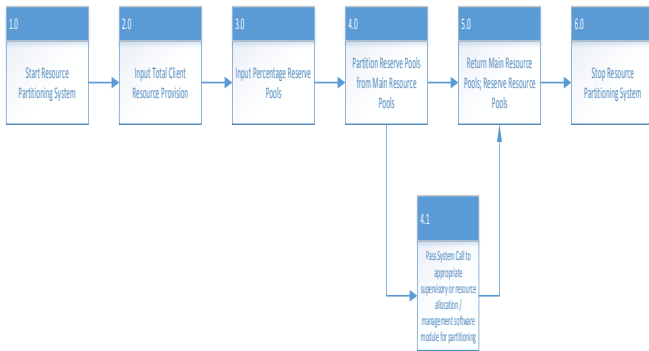 1.0
Start Resource
Partitioning System
2.0
Input Total Client
Resource Provision
3.0
Input Percentage Reserve
Pools
4.0
Partition Reserve Pools
from Main Resource
Pools
5.0
Return Main Resource
Pools; Reserve Resource
Pools
6.0
Stop Resource
Partitioning System
4.1
Pass System Call to
appropriate
supervisory or resource
allocation /
management software
module for partitioning